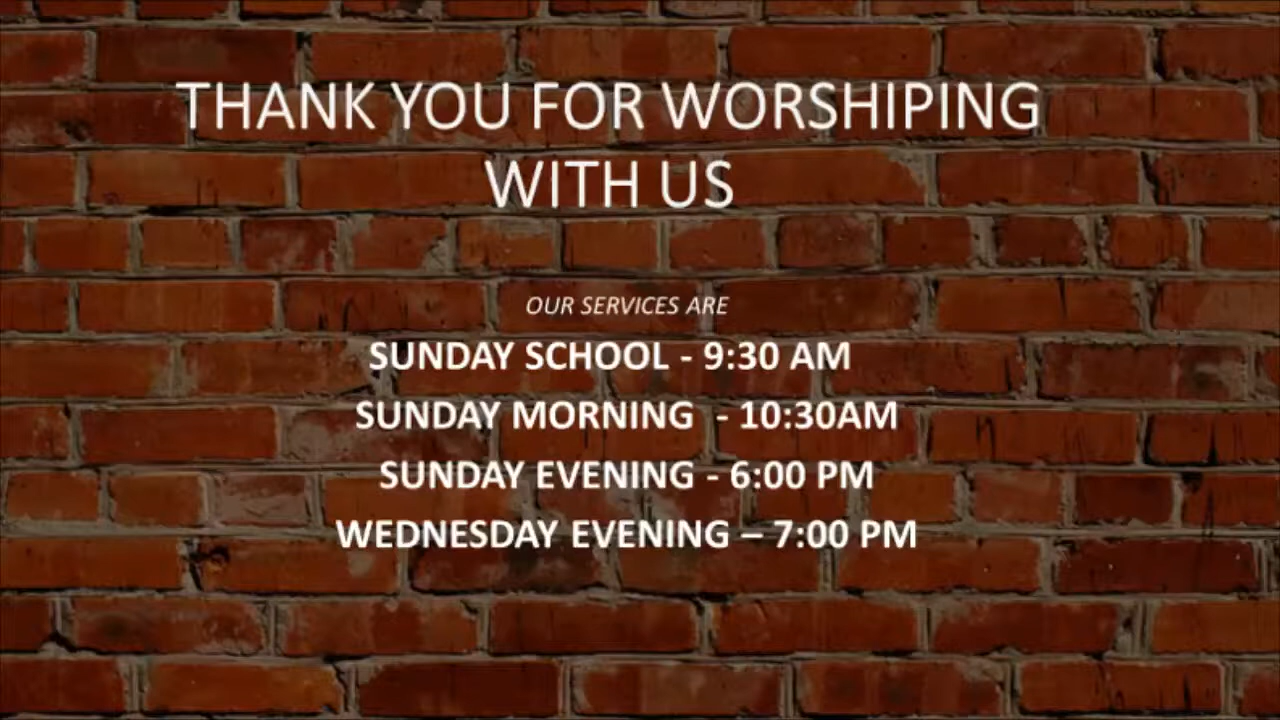 THANK YOU FOR WORSHIPING
WITH US
OUR SERVICES ARE
SUNDAY SCHOOL - 9:30 AM
SUNDAY MORNING  - 10:30AM
SUNDAY EVENING - 6:00 PM
WEDNESDAY EVENING – 7:00 PM